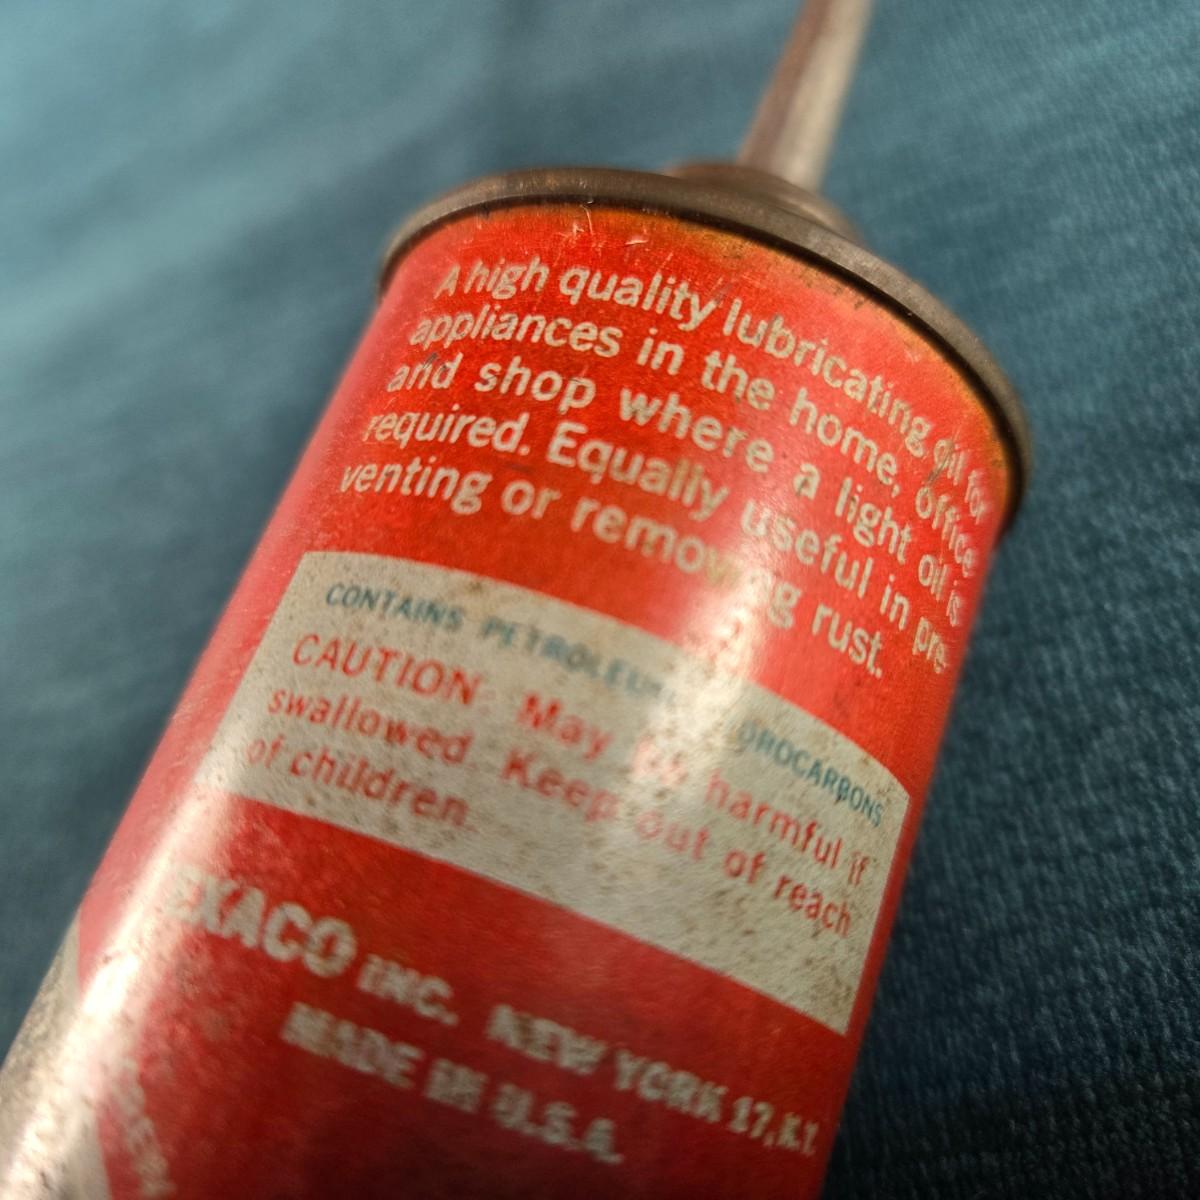 A high quality lubricating oil for
appliances in the home, office
and shop where a light oil is
required. Equally useful in pre-
venting or removing rust.
CONTAINS PETROLEUM HYDROCARBONS
CAUTION: May be harmful if
swallowed. Keep out of reach
of children.
TEXACO INC. NEW YORK 17, N.Y.
MADE IN U.S.A.